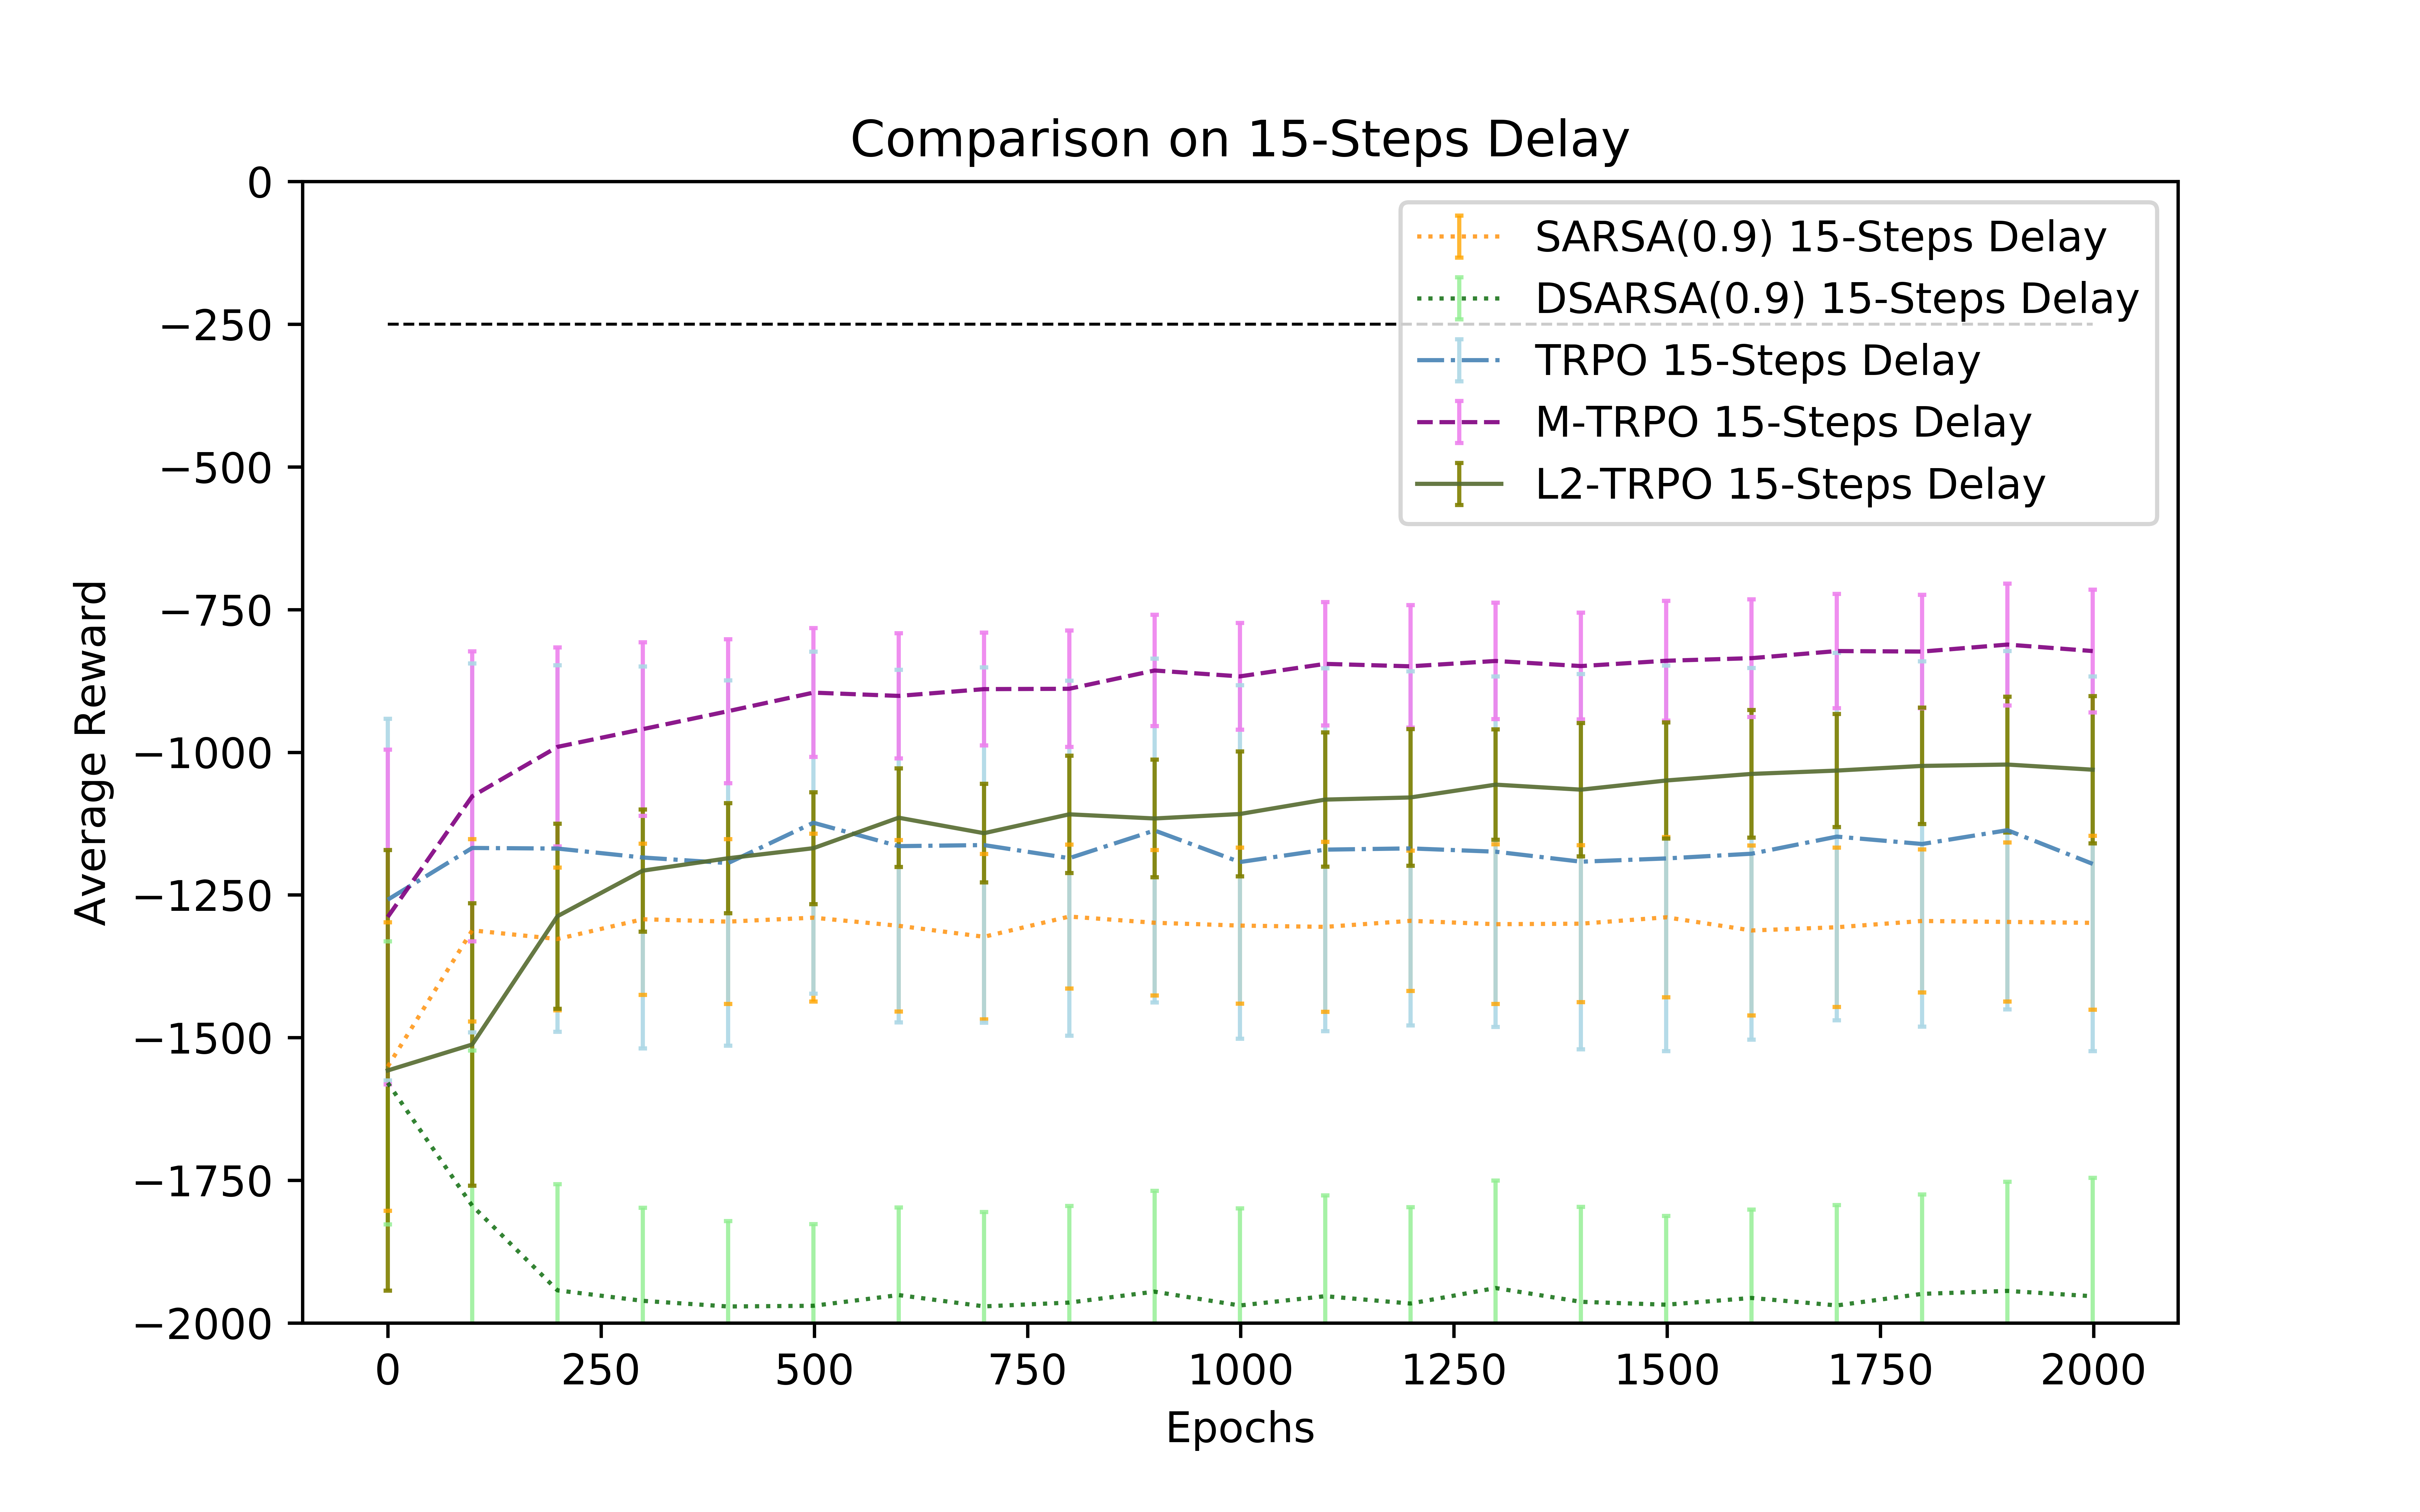 Comparison on 15-Steps Delay
0
−250
−500
−750
−1000
−1250
−1500
−1750
−2000
Average Reward
SARSA(0.9) 15-Steps Delay
DSARSA(0.9) 15-Steps Delay
TRPO 15-Steps Delay
M-TRPO 15-Steps Delay
L2-TRPO 15-Steps Delay
0 250 500 750 1000 1250 1500 1750 2000
Epochs